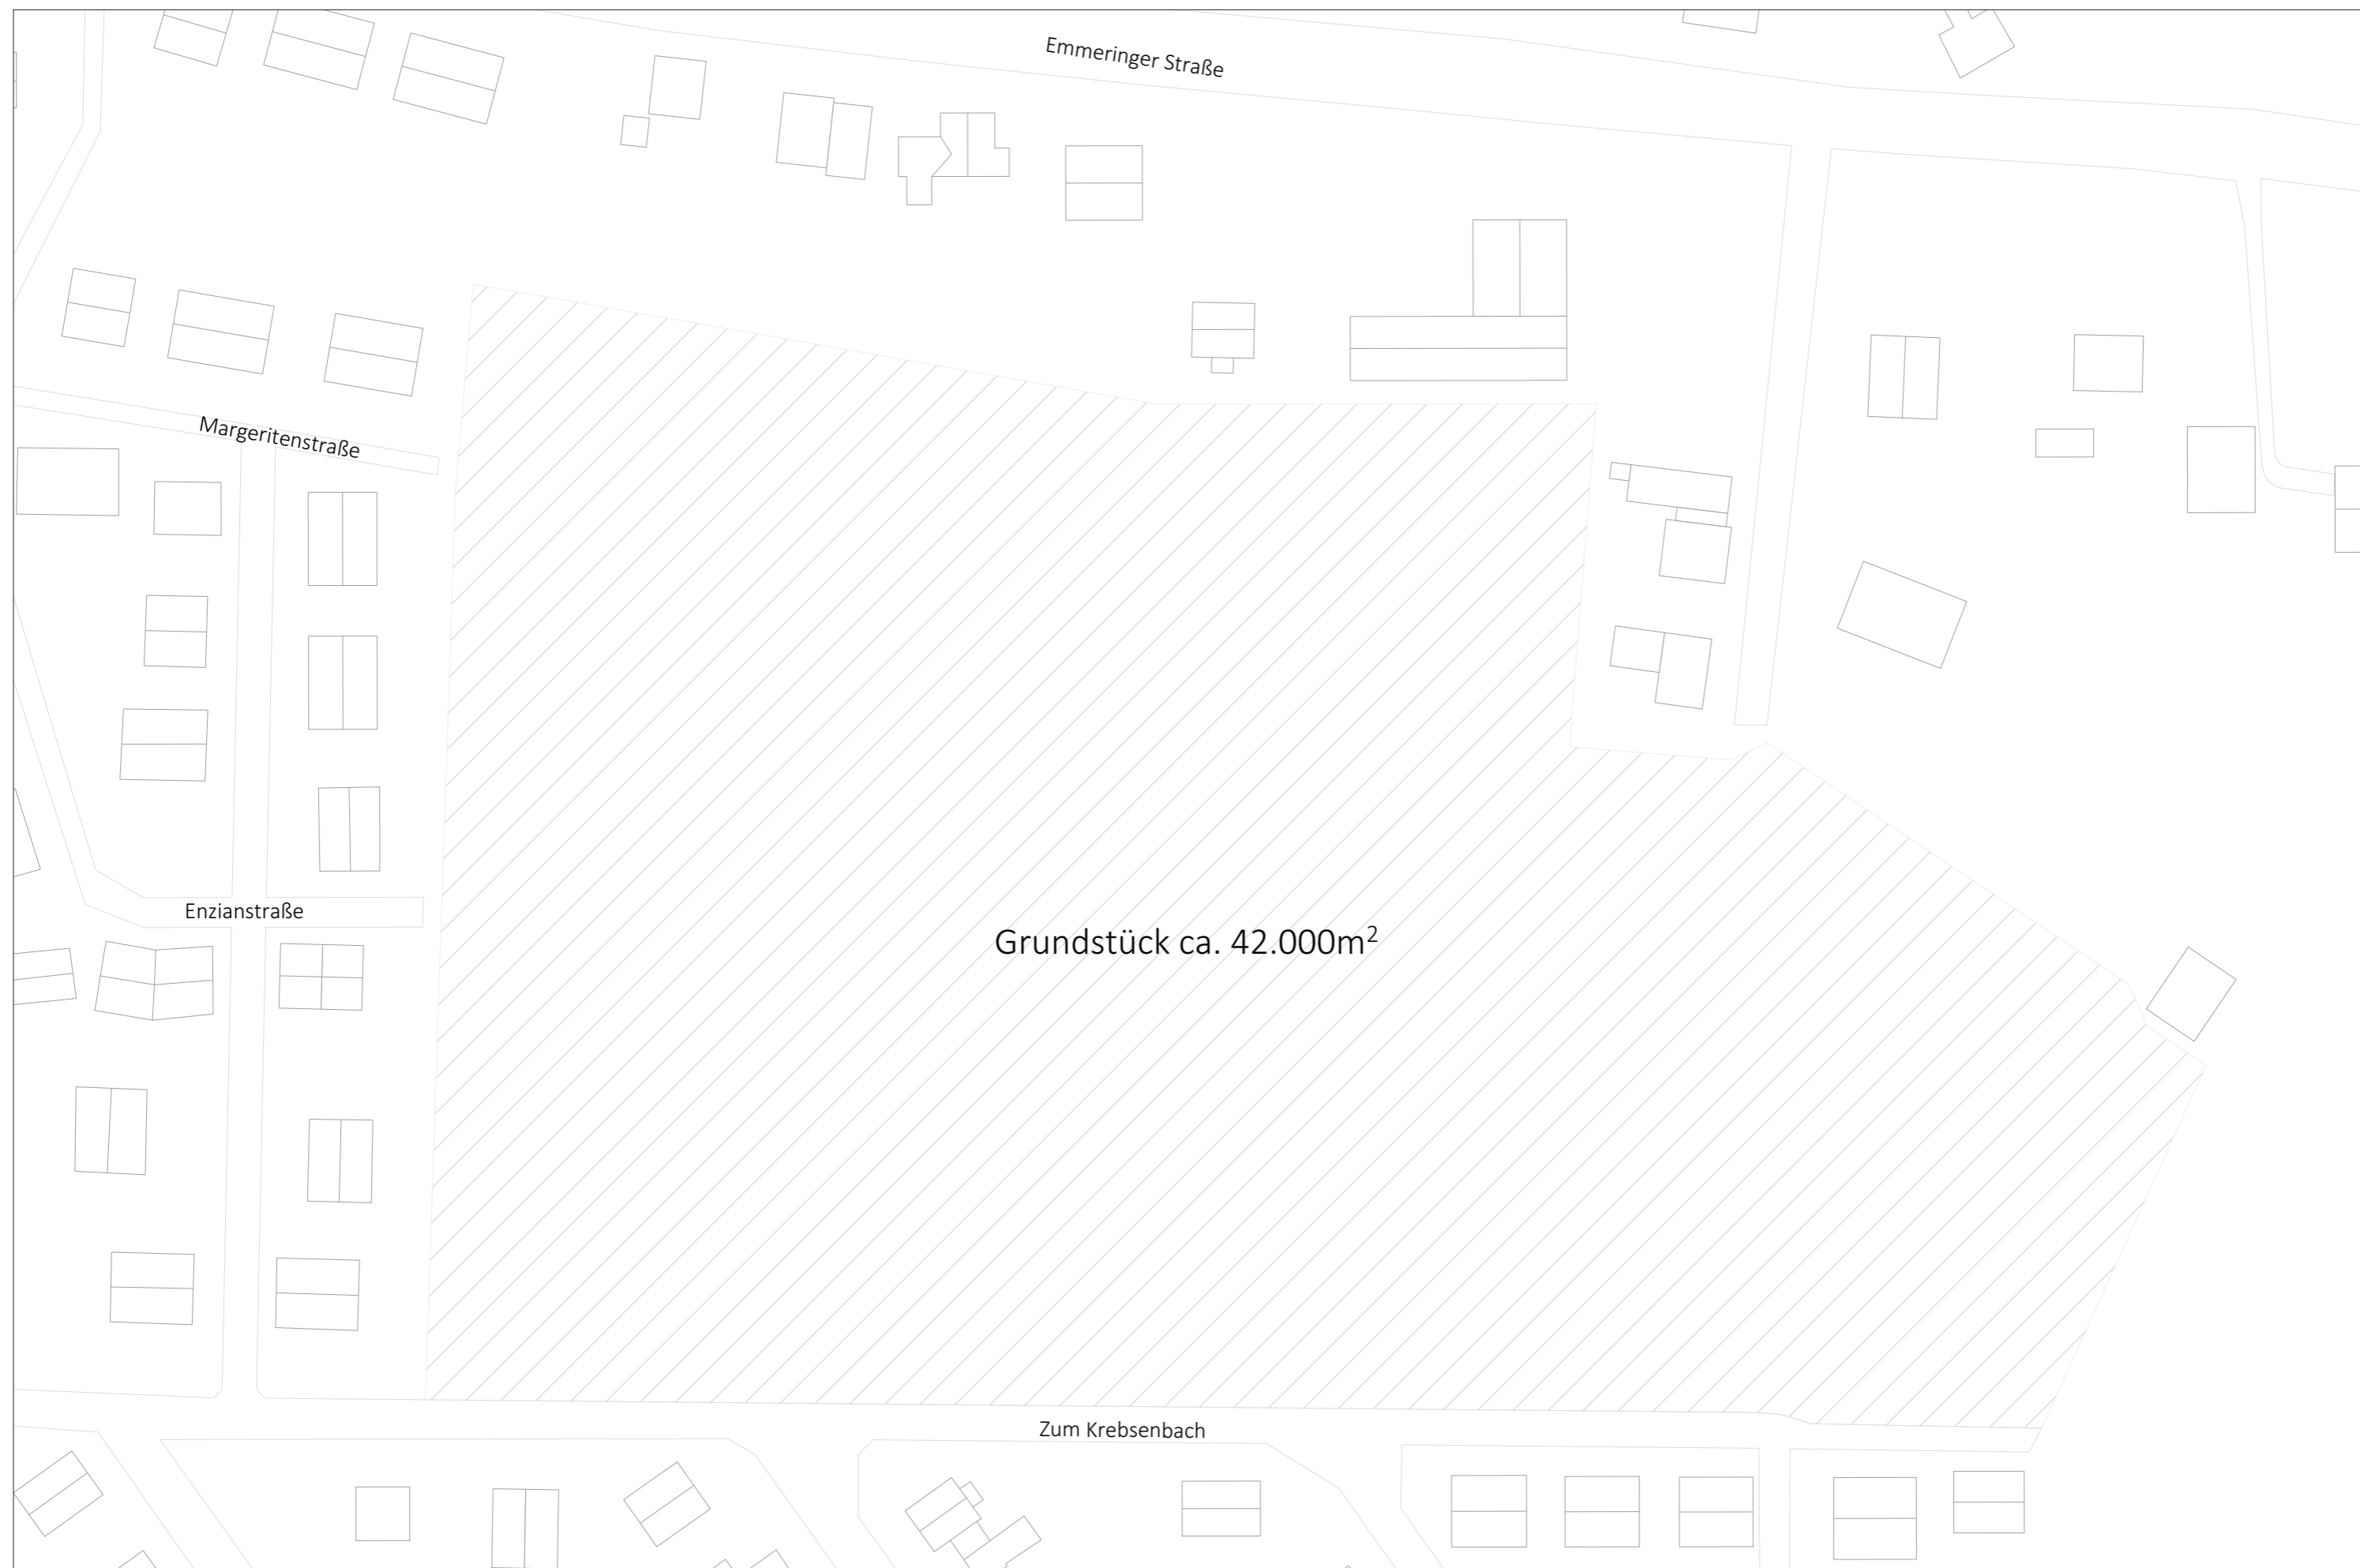 Emmeringer Straße
Margeritenstraße
Enzianstraße
Grundstück ca. 42.000m²
Zum Krebsenbach